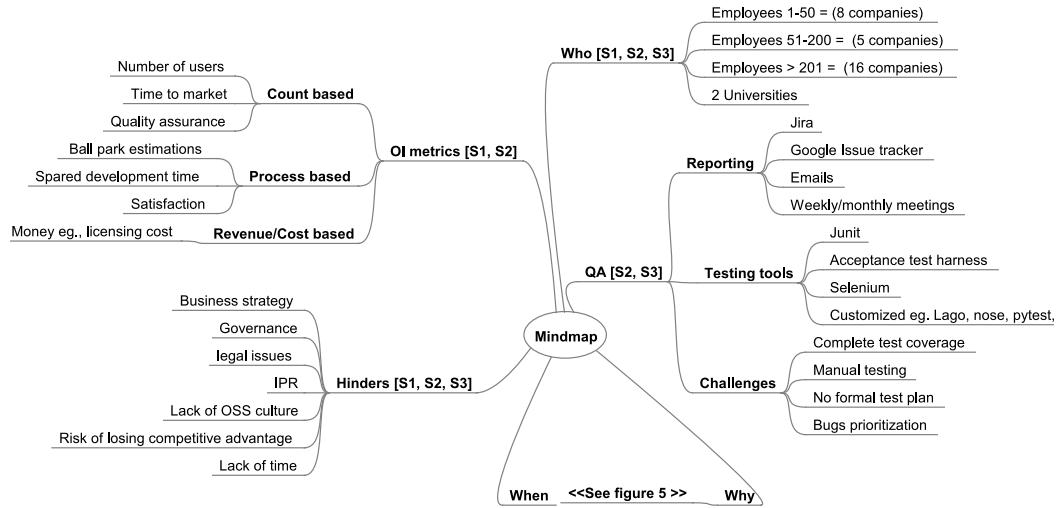 Who [S1, S2, S3]
Employees 1-50 = (8 companies)
Employees 51-200 = (5 companies)
Employees > 201 = (16 companies)
2 Universities
OI metrics [S1, S2]
Count based
Number of users
Time to market
Quality assurance
Process based
Ball park estimations
Spared development time
Satisfaction
Revenue/Cost based
Money eg., licensing cost
QA [S2, S3]
Reporting
Jira
Google Issue tracker
Emails
Weekly/monthly meetings
Testing tools
Junit
Acceptance test harness
Selenium
Customized eg. Lago, nose, pytest,
Challenges
Complete test coverage
Manual testing
No formal test plan
Bugs prioritization
Mindmap
Hinders [S1, S2, S3]
Business strategy
Governance
legal issues
IPR
Lack of OSS culture
Risk of losing competitive advantage
Lack of time
When
<<See figure 5 >>
Why